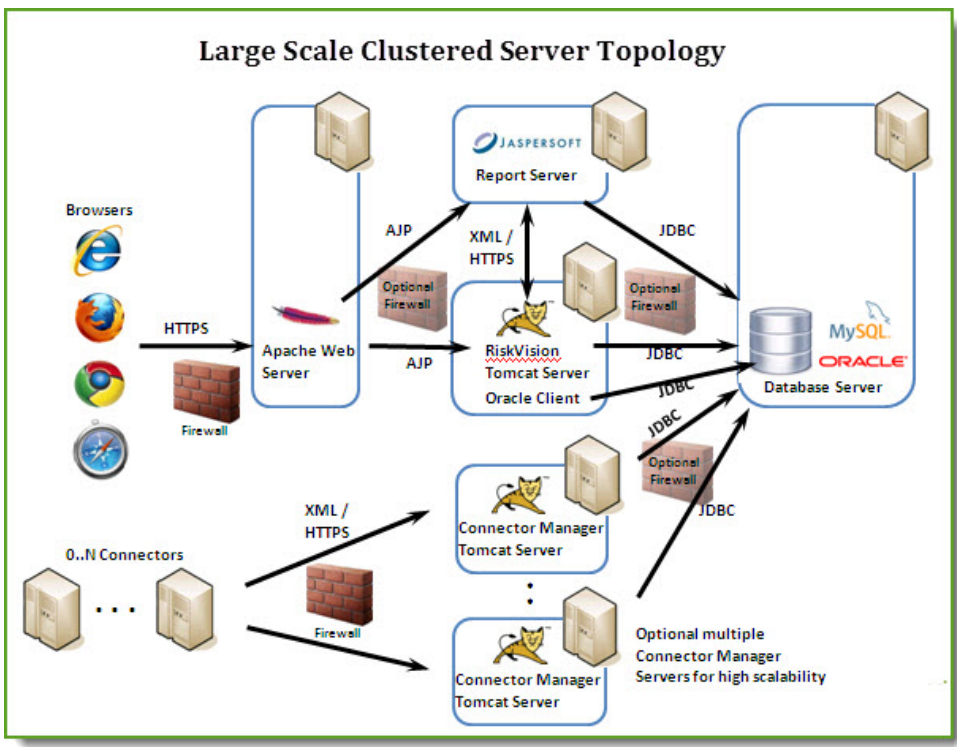 Large Scale Clustered Server Topology
JASPERSOFT
Report Server
Browsers
AJP
XML /
HTTPS
JDBC
Optional
Firewall
Optional
Firewall
HTTPS
Apache Web
Server
AJP
RiskVision
Tomcat Server
Oracle Client
JDBC
JDBC
MySQL
ORACLE
Database Server
Firewall
JDBC
Optional
Firewall
JDBC
XML /
HTTPS
Connector Manager
Tomcat Server
0..N Connectors
. . .
:
Firewall
Connector Manager
Tomcat Server
Optional multiple
Connector Manager
Servers for high scalability